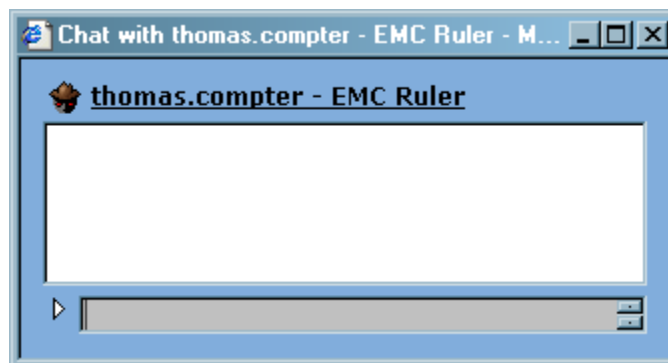 Chat with thomas.compter - EMC Ruler - M...
thomas.compter - EMC Ruler